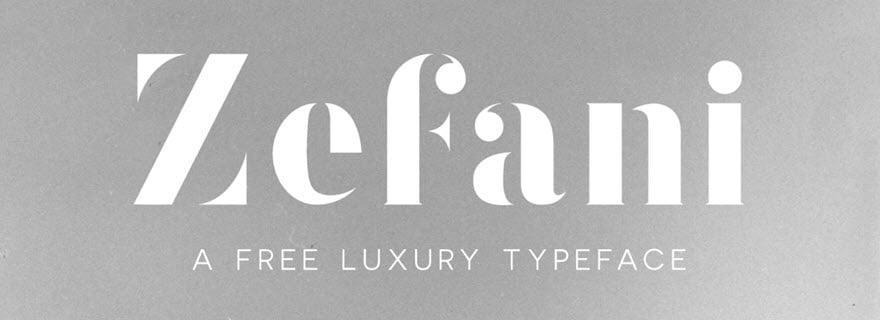 Zefani
A FREE LUXURY TYPEFACE